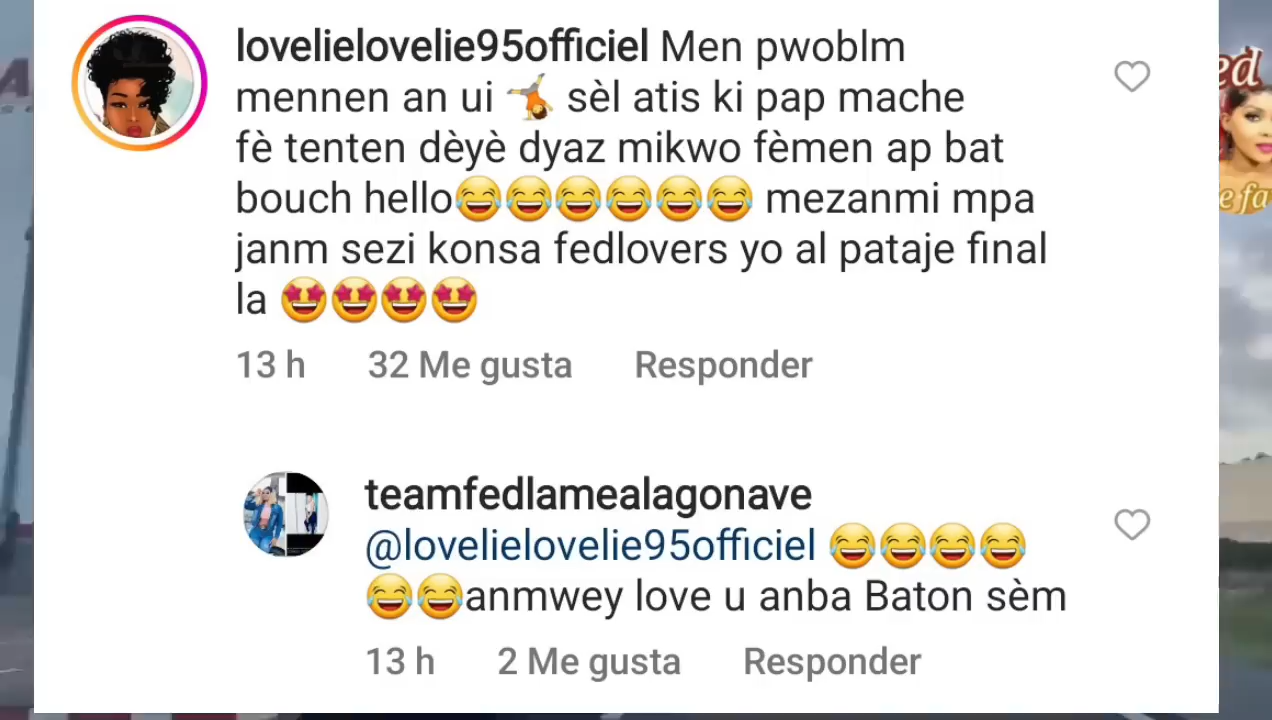 lovelielovelie95officiel Men pwoblm
mennen an ui 🤸 sèl atis ki pap mache
fè tenten dèyè dyaz mikwo fèmen ap bat
bouch hello😂😂😂😂😂😂 mezanmi mpa
janm sezi konsa fedlovers yo al pataje final
la 🤩🤩🤩🤩
13 h 32 Me gusta Responder
teamfedlamealagonave
@lovelielovelie95officiel 😂😂😂😂
😂😂anmwey love u anba Baton sèm
13 h 2 Me gusta Responder